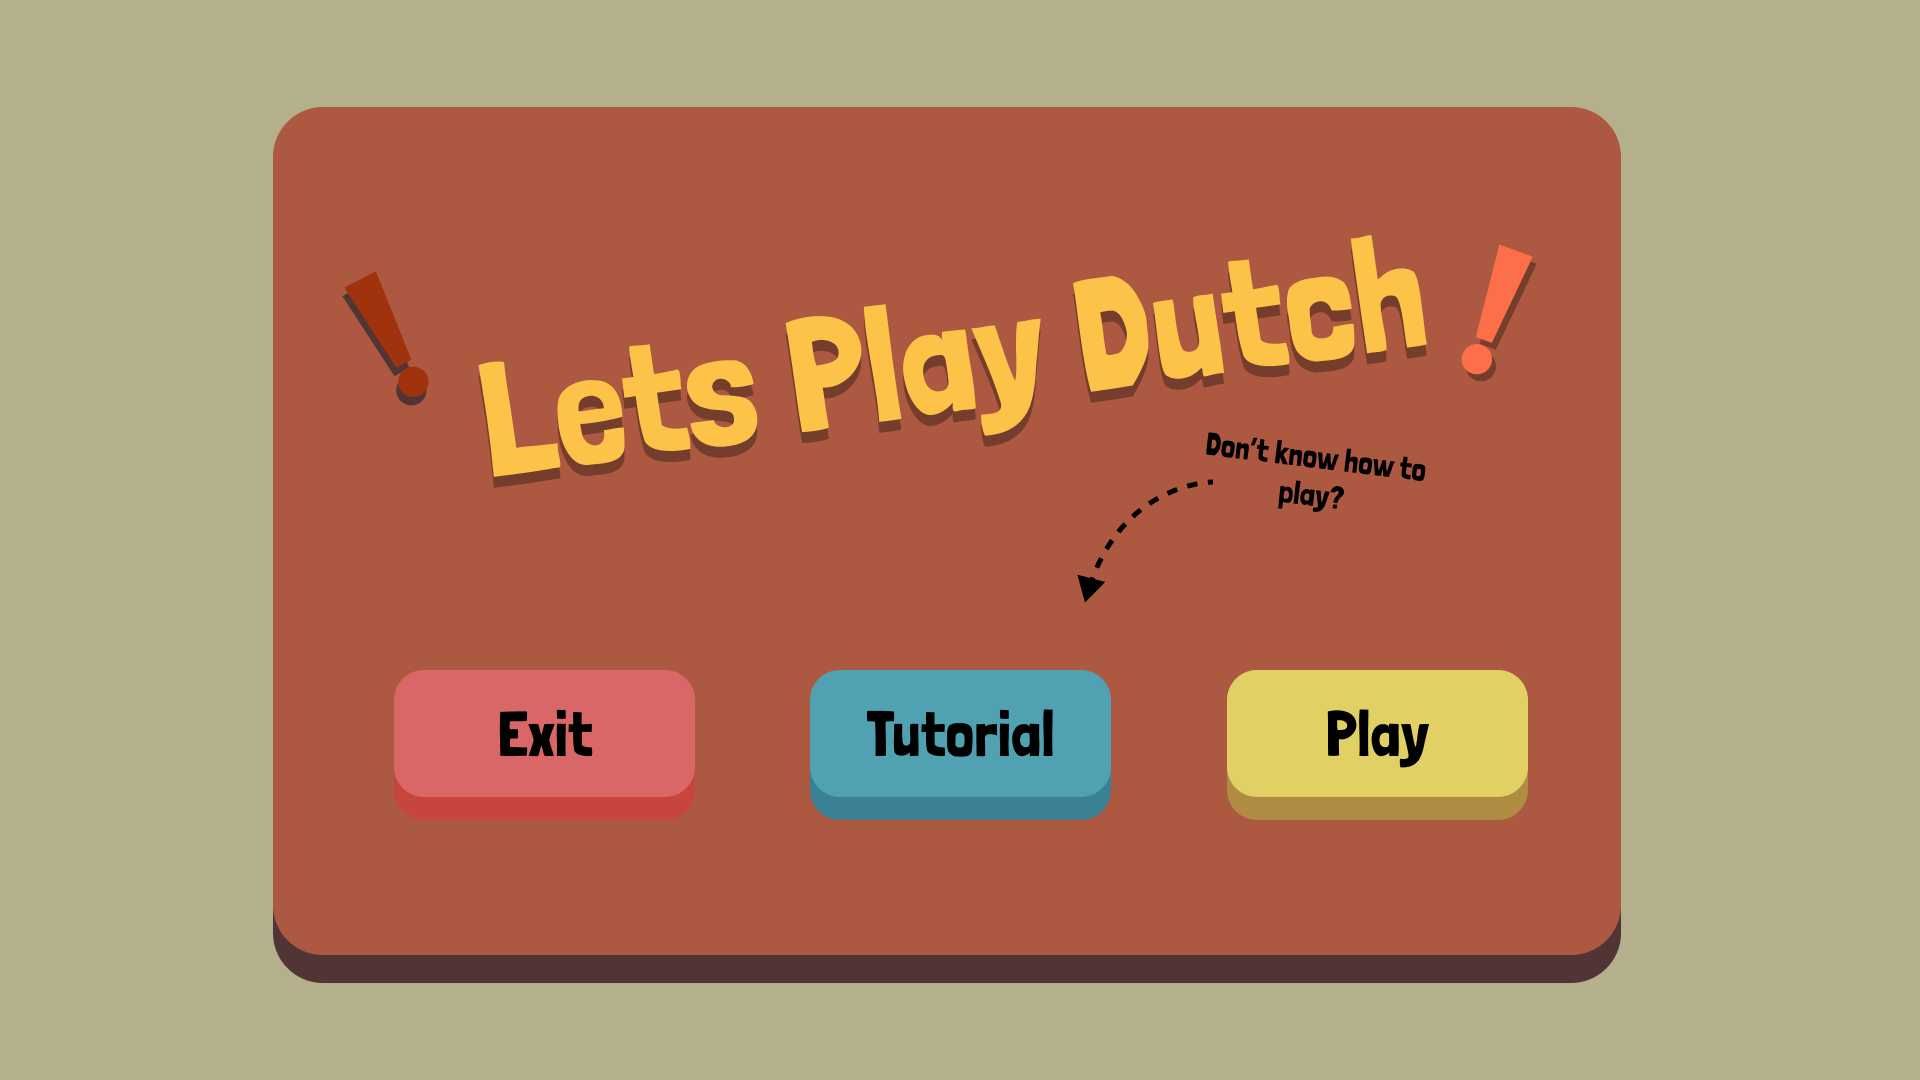 ! Lets Play Dutch !
Don't know how to
play?
Exit
Tutorial
Play